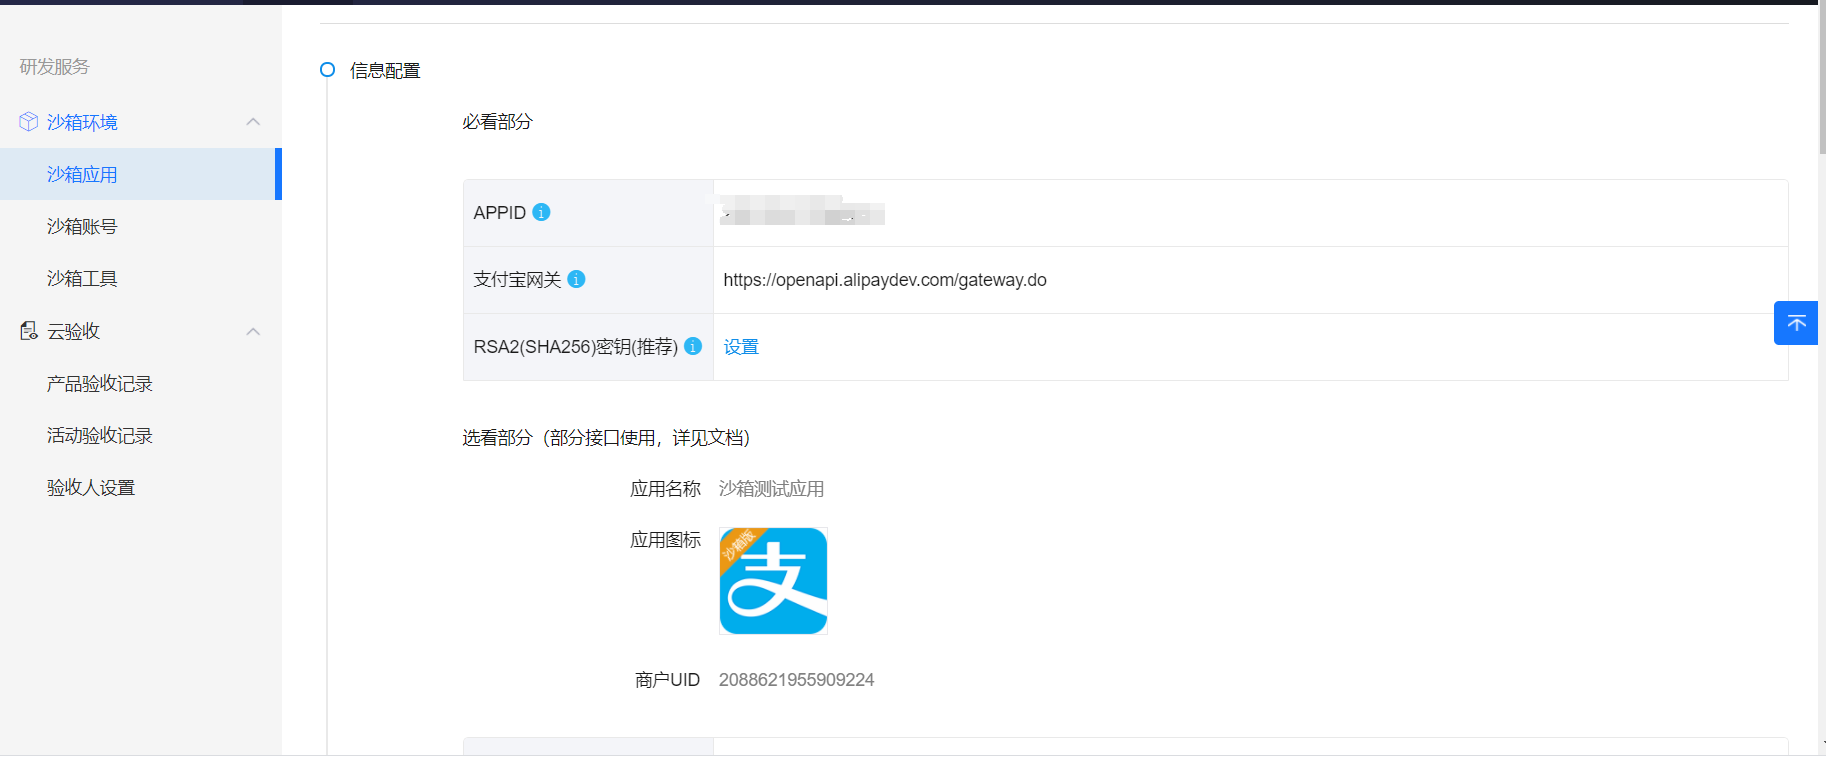 研发服务
沙箱环境
沙箱应用
沙箱账号
沙箱工具
云验收
产品验收记录
活动验收记录
验收人设置
信息配置
必看部分
APPID
支付宝网关 https://openapi.alipaydev.com/gateway.do
RSA2(SHA256)密钥(推荐) 设置
选看部分（部分接口使用，详见文档）
应用名称 沙箱测试应用
应用图标
沙箱版
支
商户UID 2088621955909224